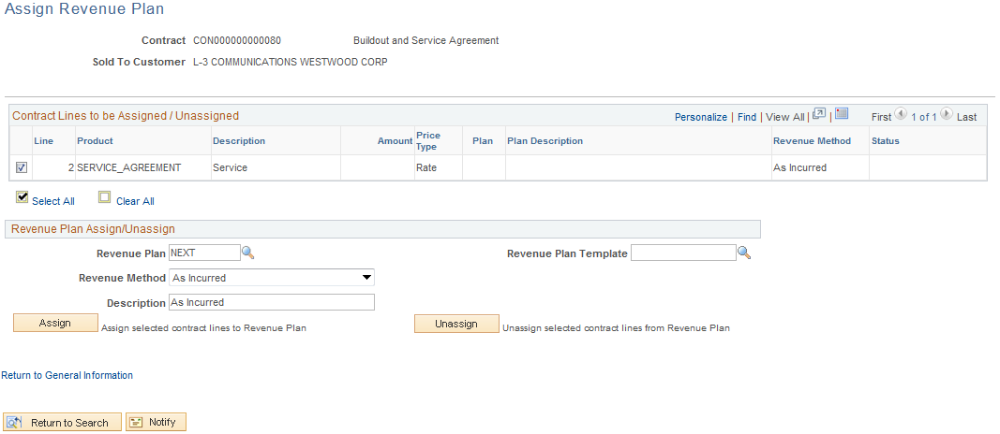 Assign Revenue Plan
Contract CON000000000080 Buildout and Service Agreement
Sold To Customer L-3 COMMUNICATIONS WESTWOOD CORP
Contract Lines to be Assigned / Unassigned Personalize | Find | View All | | First 1 of 1 Last
Line Product Description Amount Price Type Plan Plan Description Revenue Method Status
2 SERVICE_AGREEMENT Service Rate As Incurred
Select All Clear All
Revenue Plan Assign/Unassign
Revenue Plan NEXT Revenue Plan Template
Revenue Method As Incurred
Description As Incurred
Assign Assign selected contract lines to Revenue Plan Unassign Unassign selected contract lines from Revenue Plan
Return to General Information
Return to Search Notify